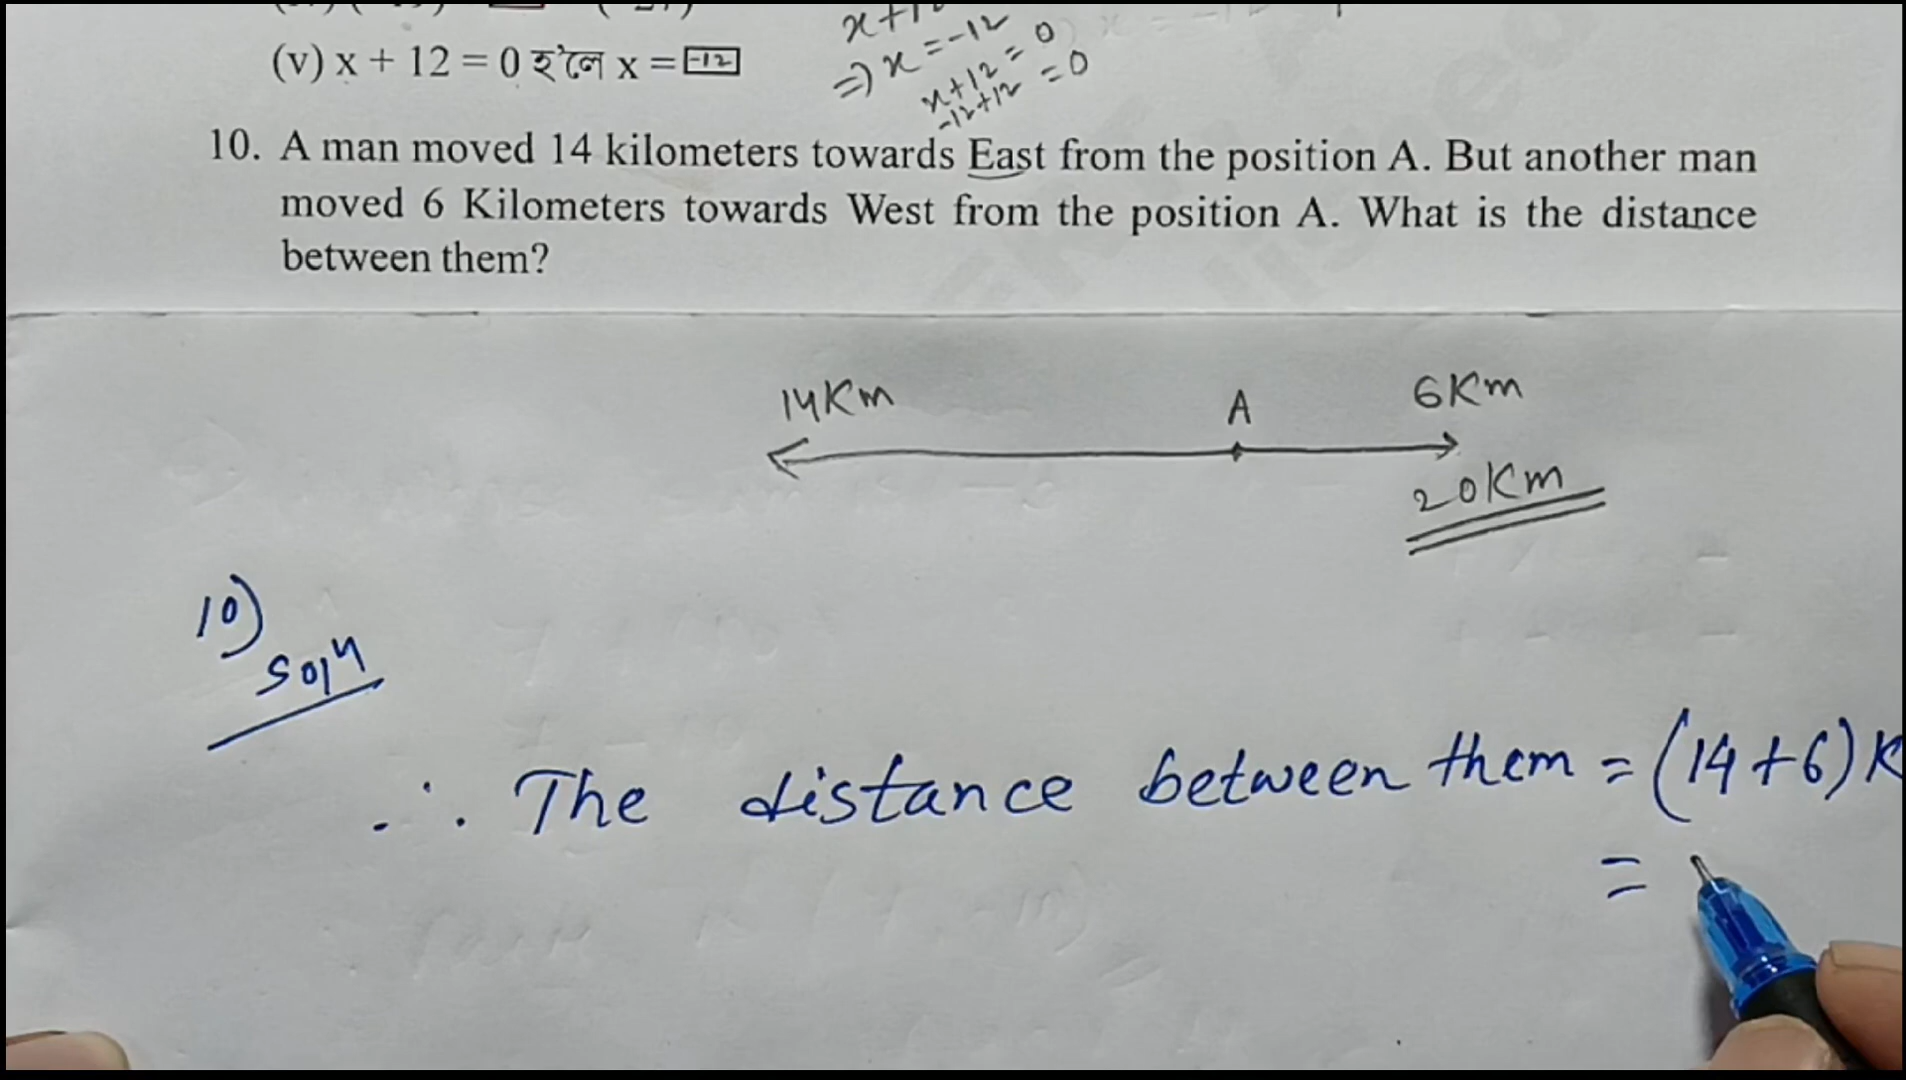 (v) x + 12 = 0 হ'লে x = -12
⇒) x = -12
x+12 = 0
-12+12 = 0
10. A man moved 14 kilometers towards East from the position A. But another man
moved 6 Kilometers towards West from the position A. What is the distance
between them?
14Km A 6Km
20Km
10)
Soln
∴ The distance between them = (14+6) K
=